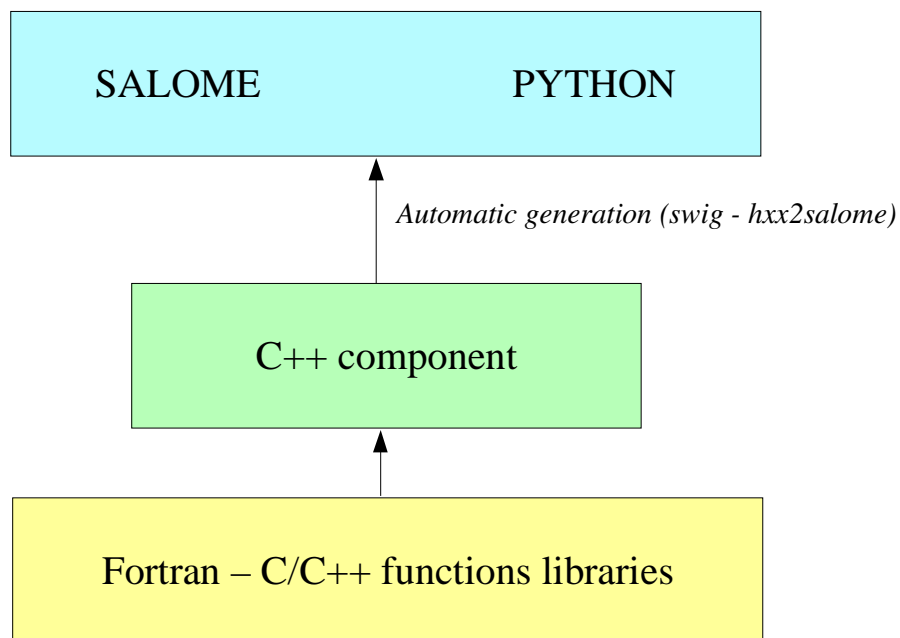 SALOME PYTHON
Automatic generation (swig - hxx2salome)
C++ component
Fortran – C/C++ functions libraries